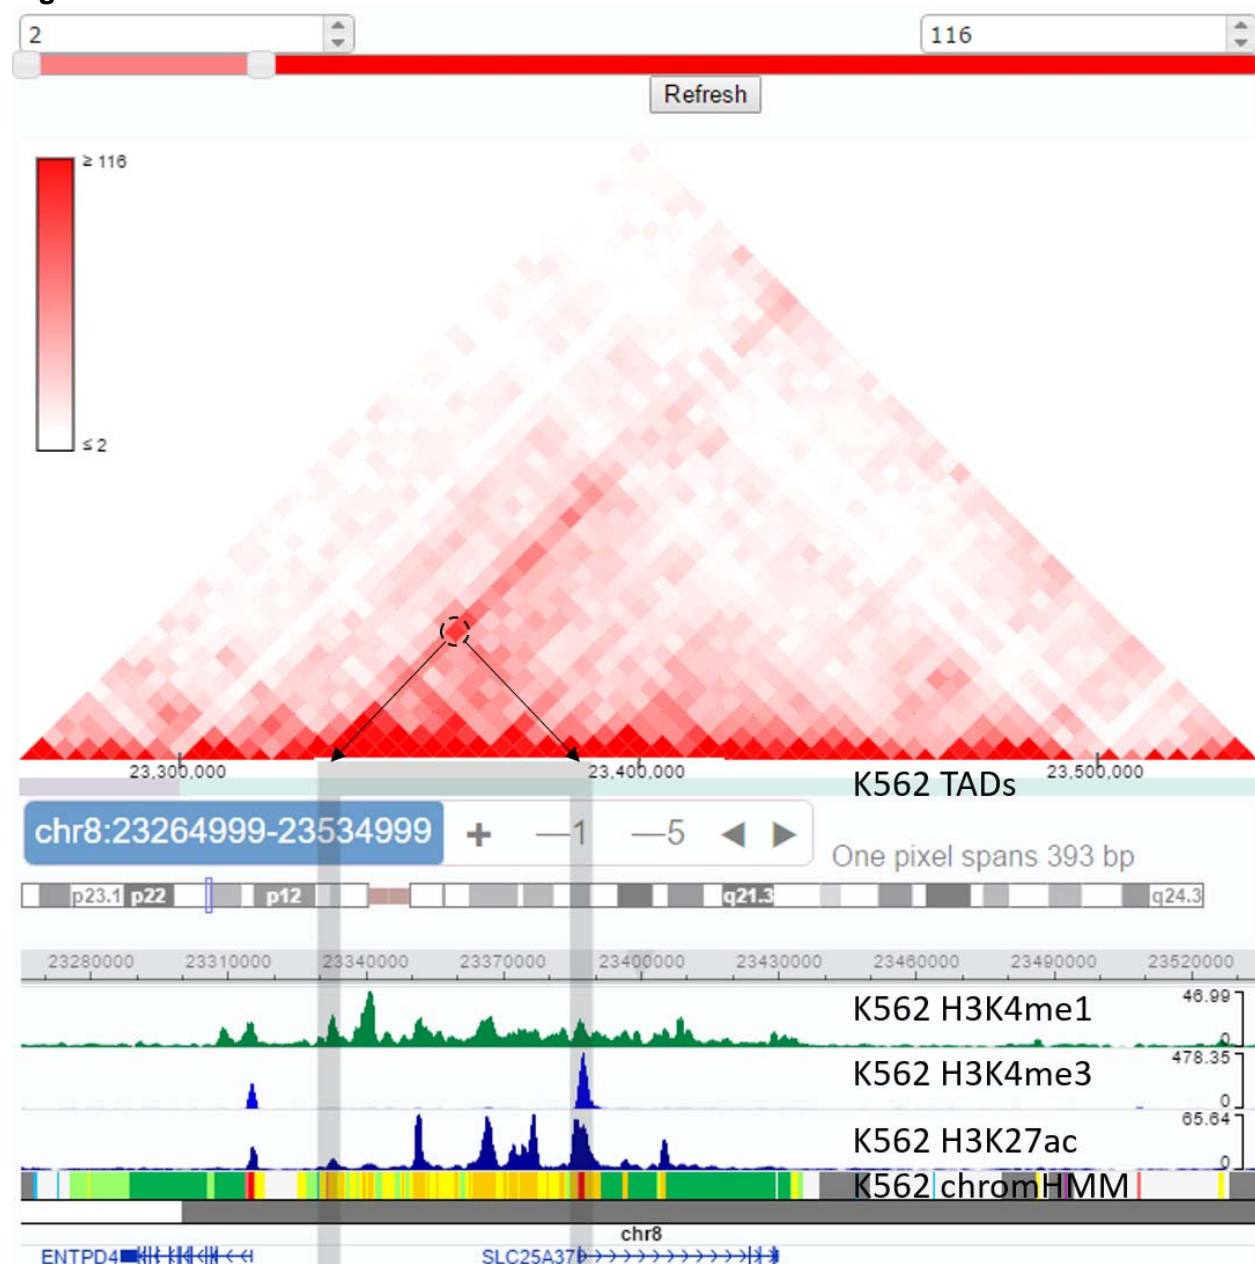 2
116
Refresh
≥ 116
≤ 2
23,300,000 23,400,000 23,500,000
K562 TADs
chr8:23264999-23534999 + —1 —5 ◀ ▶
One pixel spans 393 bp
p23.1 p22 p12 q21.3 q24.3
23280000 23310000 23340000 23370000 23400000 23430000 23460000 23490000 23520000
K562 H3K4me1 46.99
0
K562 H3K4me3 478.35
0
K562 H3K27ac 65.64
0
K562 chromHMM
chr8
ENTPD4 SLC25A37